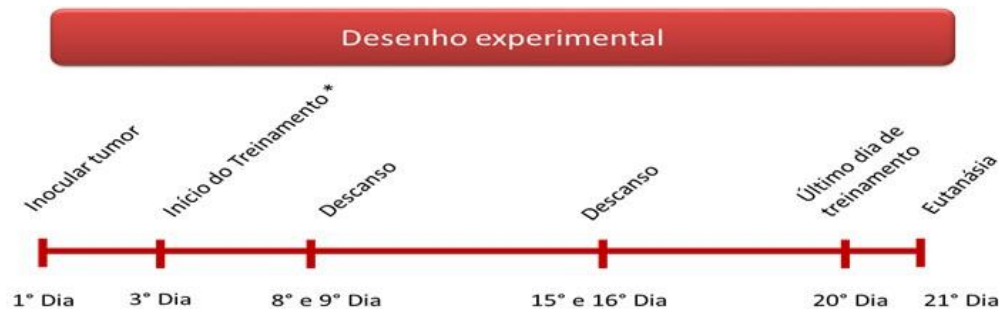 Desenho experimental
Inocular tumor
Início do Treinamento *
Descanso
Descanso
Último dia de
treinamento
Eutanásia
1° Dia
3° Dia
8° e 9° Dia
15° e 16° Dia
20° Dia
21° Dia